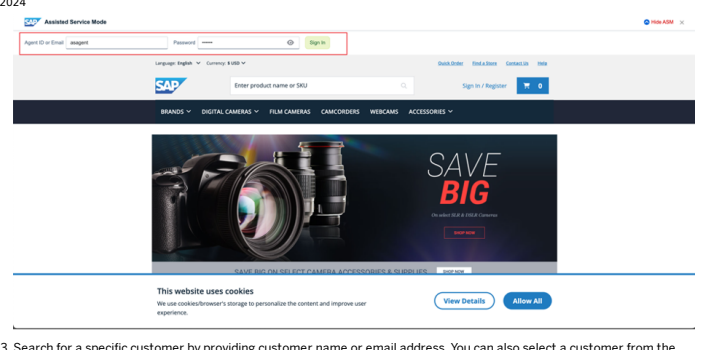 2024
SAP Assisted Service Mode
Hide ASM ×
Agent ID or Email asagent Password •••••• Sign In
Language: English Currency: $ USD
Quick Order Find a Store Contact Us Help
SAP Enter product name or SKU Sign In / Register 0
BRANDS DIGITAL CAMERAS FILM CAMERAS CAMCORDERS WEBCAMS ACCESSORIES
SAVE
BIG
On select SLR & DSLR Cameras
SHOP NOW
SAVE BIG ON SELECT CAMERA ACCESSORIES & SUPPLIES SHOP NOW
This website uses cookies
We use cookies/browser's storage to personalize the content and improve user
experience.
View Details Allow All
3. Search for a specific customer by providing customer name or email address. You can also select a customer from the